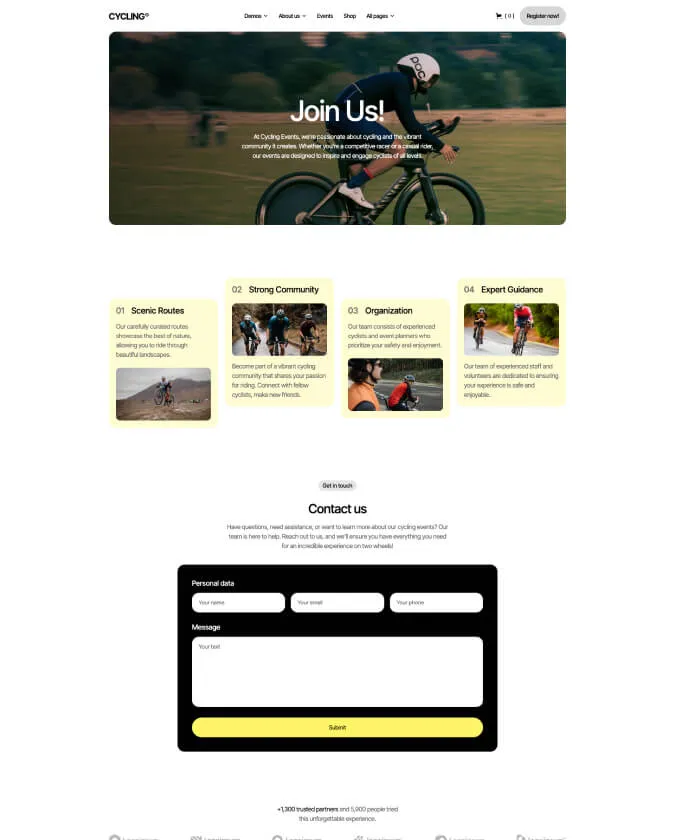 CYCLING®
Demos
About us
Events
Shop
All pages
( 0 )
Register now!
POC
Join Us!
At Cycling Events, we're passionate about cycling and the vibrant
community it creates. Whether you're a competitive racer or a casual rider,
our events are designed to inspire and engage cyclists of all levels.
01 Scenic Routes
Our carefully curated routes
showcase the best of nature,
allowing you to ride through
beautiful landscapes.
02 Strong Community
Become part of a vibrant cycling
community that shares your passion
for riding. Connect with fellow
cyclists, make new friends.
03 Organization
Our team consists of experienced
cyclists and event planners who
prioritize your safety and enjoyment.
04 Expert Guidance
Our team of experienced staff and
volunteers are dedicated to ensuring
your experience is safe and
enjoyable.
Get in touch
Contact us
Have questions, need assistance, or want to learn more about our cycling events? Our
team is here to help. Reach out to us, and we'll ensure you have everything you need
for an incredible experience on two wheels!
Personal data
Your name
Your email
Your phone
Message
Your text
Submit
+1,300 trusted partners and 5,900 people tried
this unforgettable experience.